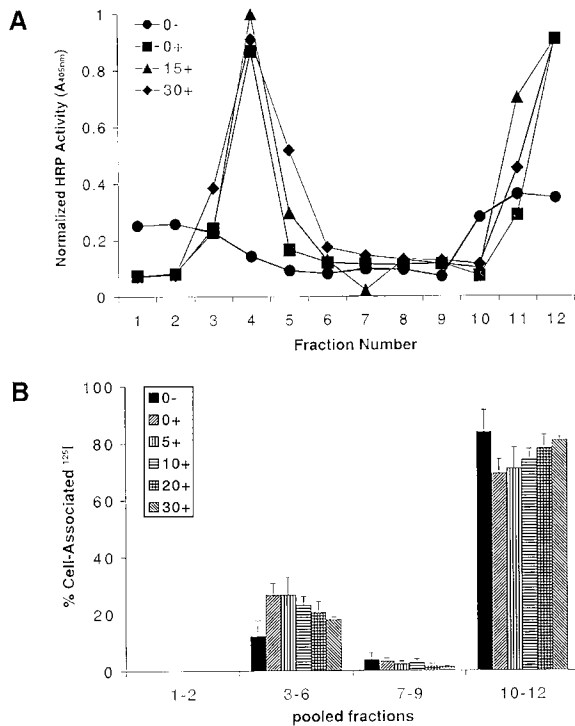 A
Normalized HRP Activity (A405nm)
0-
0+
15+
30+
1
0.8
0.6
0.4
0.2
0
1 2 3 4 5 6 7 8 9 10 11 12
Fraction Number
B
% Cell-Associated 125I
0-
0+
5+
10+
20+
30+
100
80
60
40
20
0
1-2 3-6 7-9 10-12
pooled fractions